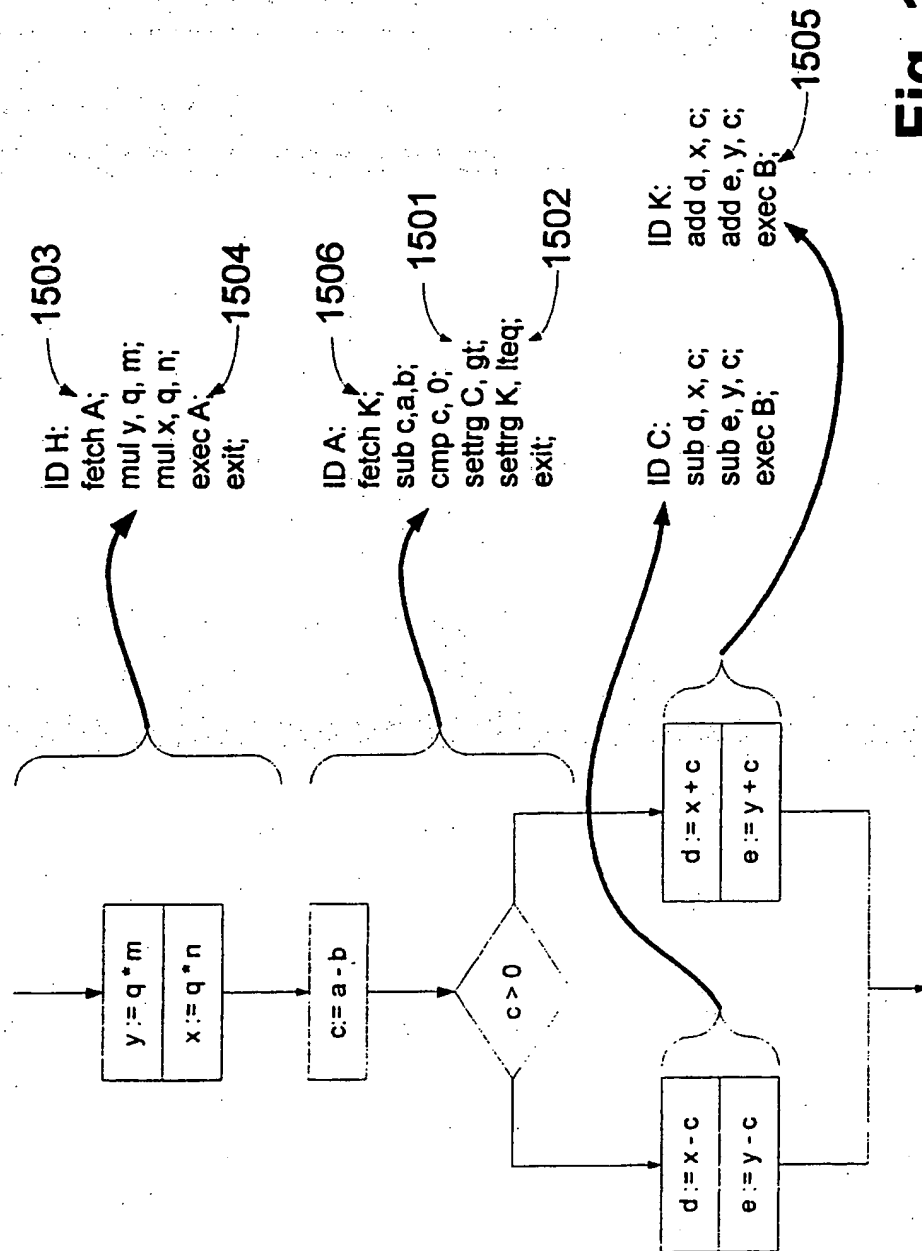 y := q * m
x := q * n
c := a - b
c > 0
d := x - c
e := y - c
d := x + c
e := y + c
ID H:
fetch A;
mul y, q, m;
mul x, q, n;
exec A;
exit;
1503
1504
ID A:
fetch K;
sub c,a,b;
cmp c, 0;
settrg C, gt;
settrg K, lteq;
exit;
1506
1501
1502
ID C:
sub d, x, c;
sub e, y, c;
exec B;
ID K:
add d, x, c;
add e, y, c;
exec B;
1505
Fig.